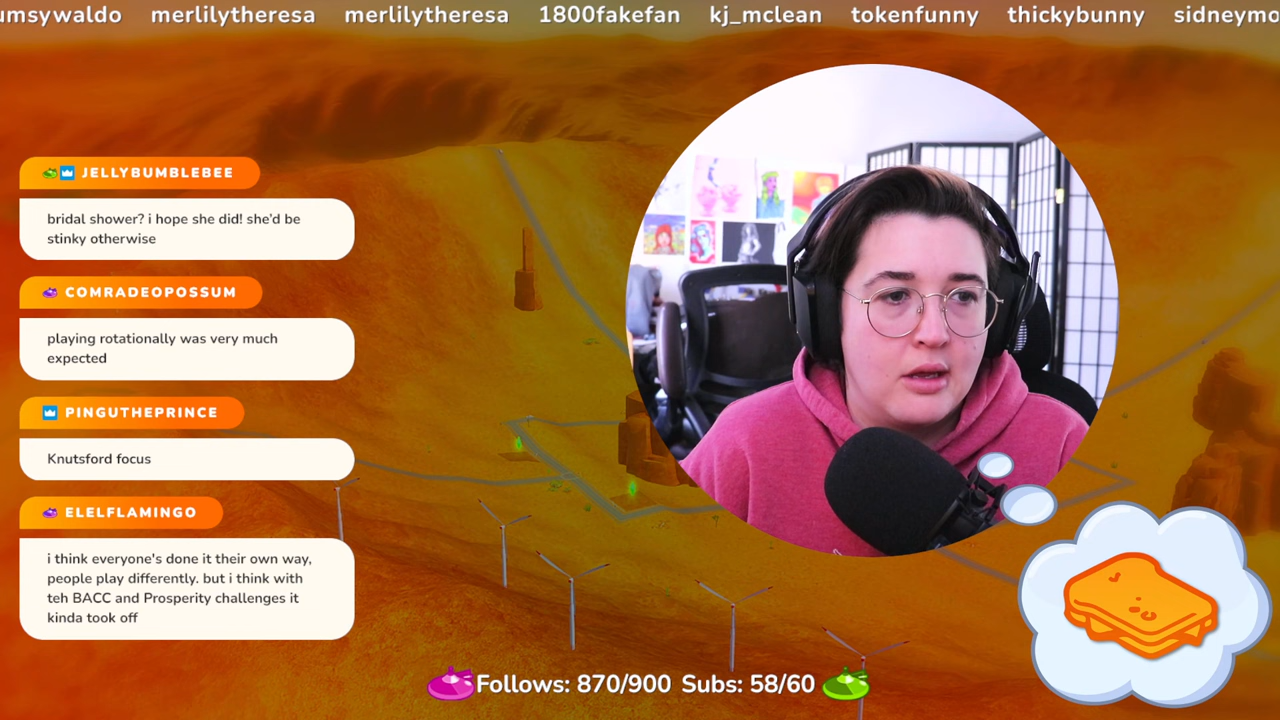 umsywaldo merlilytheresa merlilytheresa 1800fakefan kj_mclean tokenfunny thickybunny sidneymo
JELLYBUMBLEBEE
bridal shower? i hope she did! she'd be
stinky otherwise
COMRADEOPOSSUM
playing rotationally was very much
expected
PINGUTHEPRINCE
Knutsford focus
ELELFLAMINGO
i think everyone's done it their own way,
people play differently. but i think with
teh BACC and Prosperity challenges it
kinda took off
Follows: 870/900 Subs: 58/60